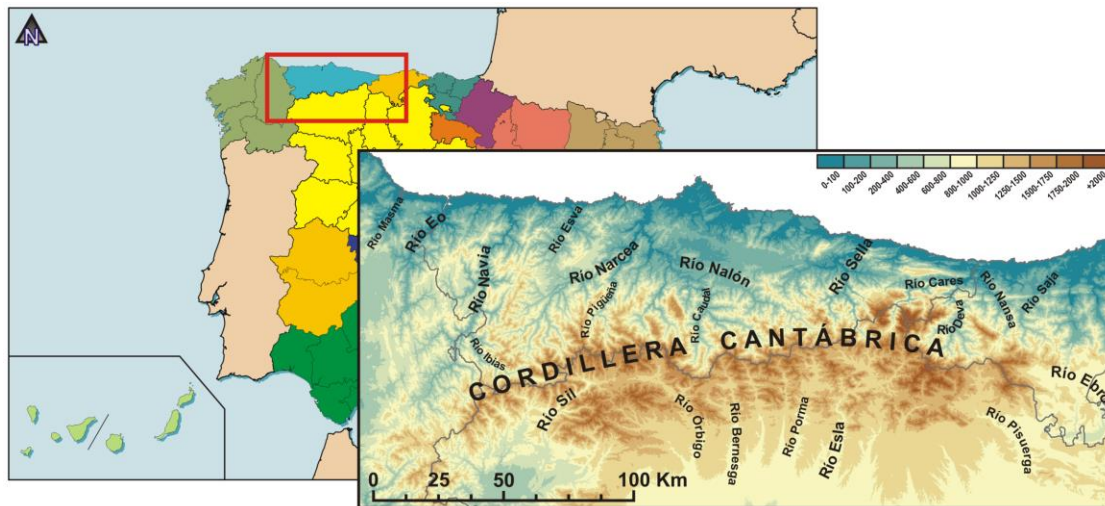 N
0-100
100-200
200-400
400-600
600-800
800-1000
1000-1250
1250-1500
1500-1750
1750-2000
+2000
Río Masma
Río Eo
Río Navia
Río Esva
Río Narcea
Río Pigüeña
Río Nalón
Río Caudal
Río Sella
Río Cares
Río Deva
Río Nansa
Río Saja
Río Ibias
CORDILLERA CANTÁBRICA
Río Sil
Río Órbigo
Río Bernesga
Río Porma
Río Esla
Río Pisuerga
Río Ebro
0 25 50 100 Km